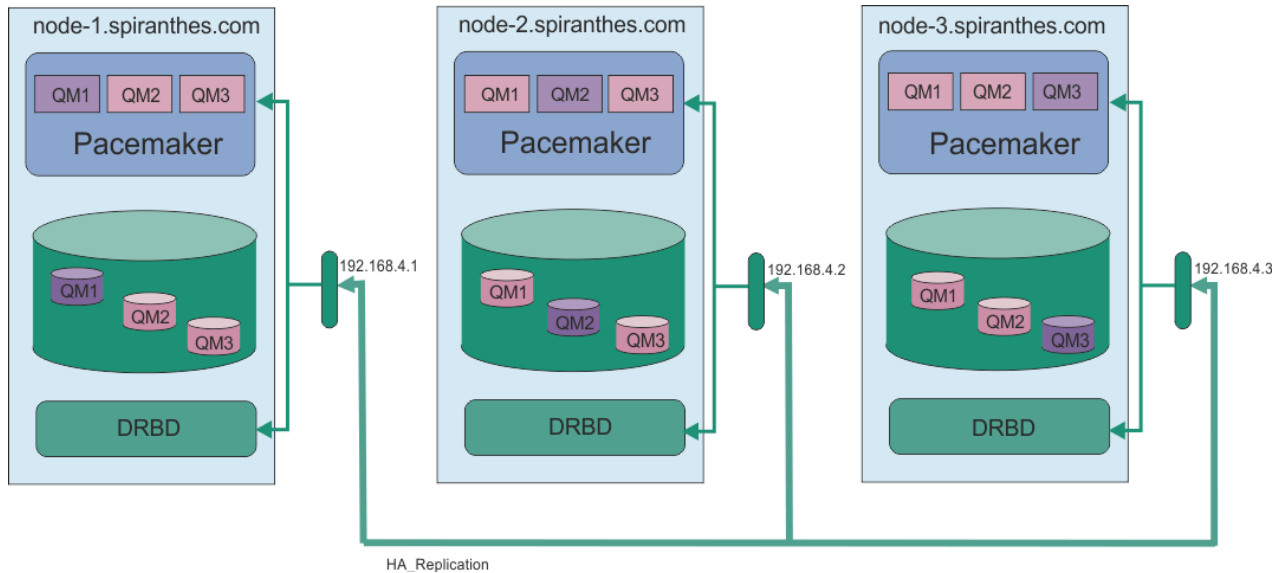 node-1.spiranthes.com
QM1 QM2 QM3
Pacemaker
QM1
QM2
QM3
DRBD
192.168.4.1
node-2.spiranthes.com
QM1 QM2 QM3
Pacemaker
QM1
QM2
QM3
DRBD
192.168.4.2
node-3.spiranthes.com
QM1 QM2 QM3
Pacemaker
QM1
QM2
QM3
DRBD
192.168.4.3
HA_Replication